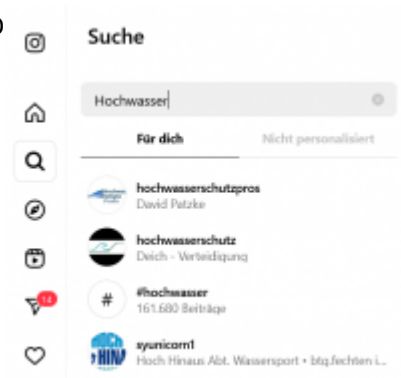 Suche
Hochwasser
Für dich
Nicht personalisiert
hochwasserschutzpros
David Patzke
hochwasserschutz
Deich - Verteidigung
#
#hochwasser
161.680 Beiträge
14
syunicorn1
Hoch Hinaus Abt. Wassersport • btg.fechten i...